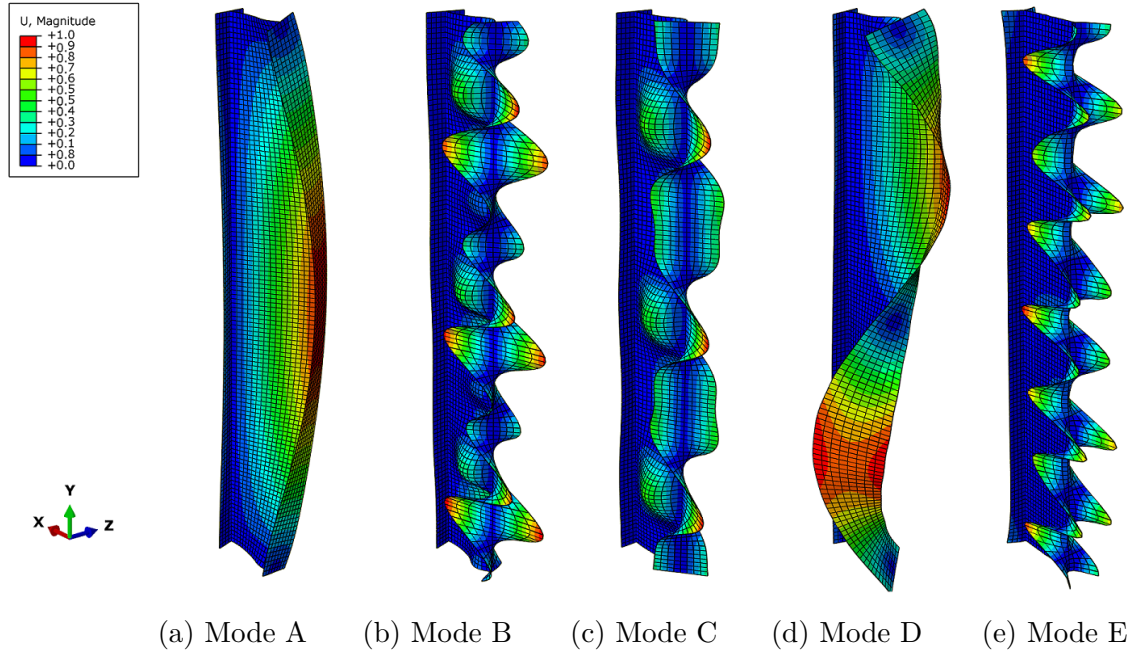 U, Magnitude
+1.0
+0.9
+0.8
+0.7
+0.6
+0.5
+0.5
+0.4
+0.3
+0.2
+0.1
+0.8
+0.0
Y
X
Z
(a) Mode A
(b) Mode B
(c) Mode C
(d) Mode D
(e) Mode E